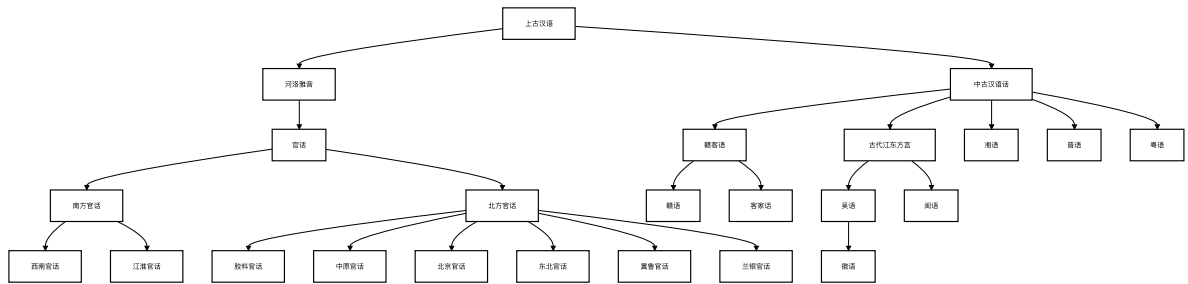 上古汉语
河洛雅音
中古汉语话
官话
赣客语
古代江东方言
湘语
晋语
粤语
南方官话
北方官话
赣语
客家话
吴语
闽语
西南官话
江淮官话
胶料官话
中原官话
北京官话
东北官话
冀鲁官话
兰银官话
徽语